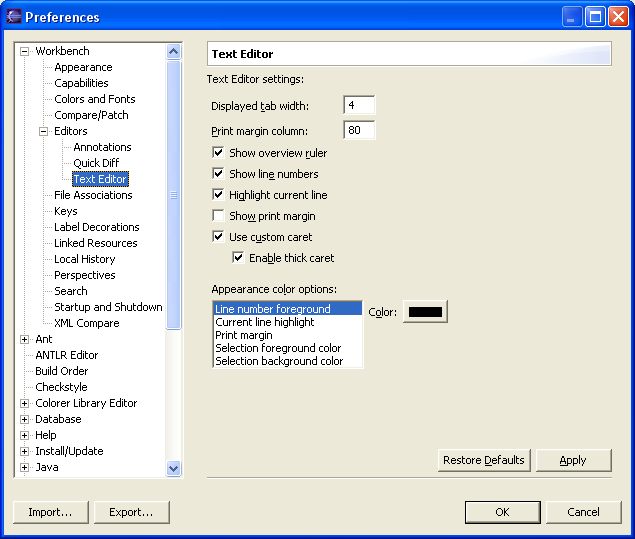 Preferences
Workbench
Appearance
Capabilities
Colors and Fonts
Compare/Patch
Editors
Annotations
Quick Diff
Text Editor
File Associations
Keys
Label Decorations
Linked Resources
Local History
Perspectives
Search
Startup and Shutdown
XML Compare
Ant
ANTLR Editor
Build Order
Checkstyle
Colorer Library Editor
Database
Help
Install/Update
Java
Text Editor
Text Editor settings:
Displayed tab width: 4
Print margin column: 80
Show overview ruler
Show line numbers
Highlight current line
Show print margin
Use custom caret
Enable thick caret
Appearance color options:
Line number foreground
Current line highlight
Print margin
Selection foreground color
Selection background color
Color:
Restore Defaults
Apply
Import...
Export...
OK
Cancel